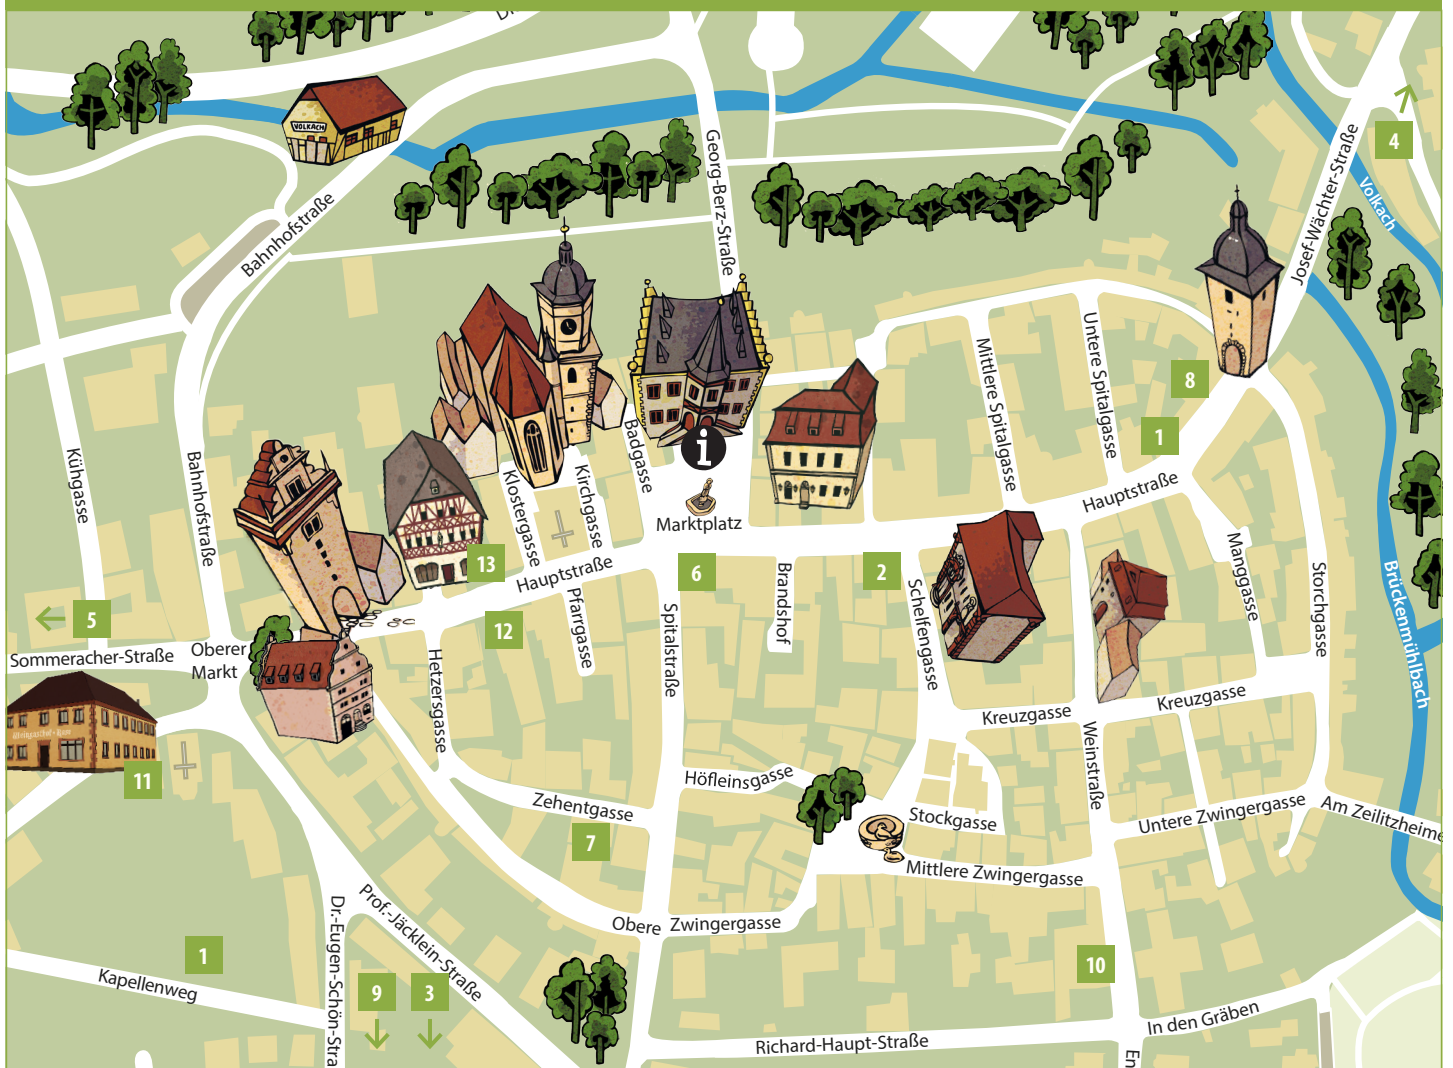 VOLKACH
Bahnhofstraße
Georg-Berz-Straße
Josef-Wächter-Straße
4
Volkach
Kühgasse
Bahnhofstraße
Klostergasse
Kirchgasse
Badgasse
i
Marktplatz
Mittlere Spitalgasse
Untere Spitalgasse
8
1
Hauptstraße
13
Hauptstraße
12
Pfarrgasse
6
Brandshof
2
Schelfengasse
Manggasse
Storchgasse
Brückenmühlbach
5
Sommeracher-Straße
Oberer
Markt
Hetzersgasse
Spitalstraße
Kreuzgasse
Kreuzgasse
Weinstraße
11
Höfleinsgasse
Zehentgasse
7
Stockgasse
Mittlere Zwingergasse
Untere Zwingergasse
Am Zeilitzheime
Obere Zwingergasse
Prof.-Jäcklein-Straße
Dr.-Eugen-Schön-Stra
1
Kapellenweg
9
3
10
In den Gräben
Richard-Haupt-Straße
En